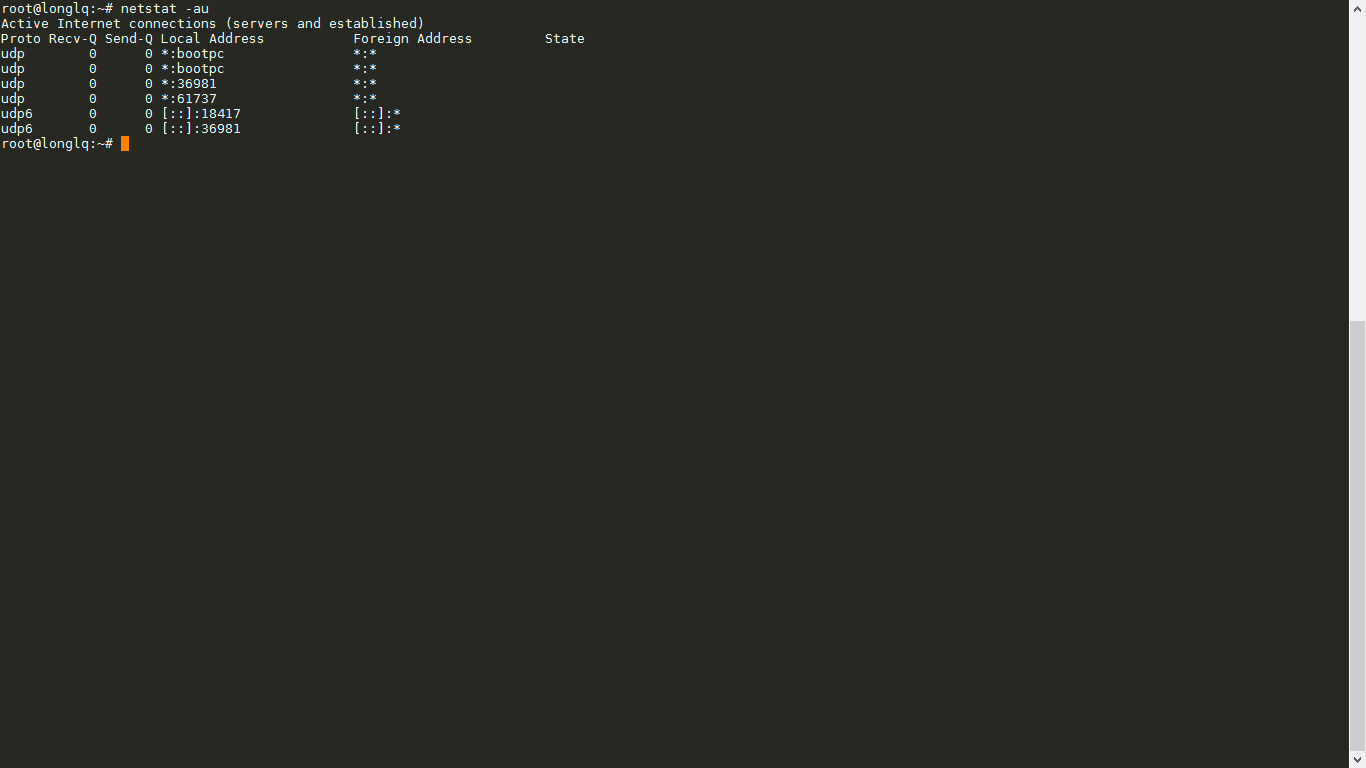 root@longlq:~# netstat -au
Active Internet connections (servers and established)
Proto Recv-Q Send-Q Local Address           Foreign Address         State
udp        0      0 *:bootpc                *:*
udp        0      0 *:bootpc                *:*
udp        0      0 *:36981                 *:*
udp        0      0 *:61737                 *:*
udp6       0      0 [::]:18417              [::]:*
udp6       0      0 [::]:36981              [::]:*
root@longlq:~#